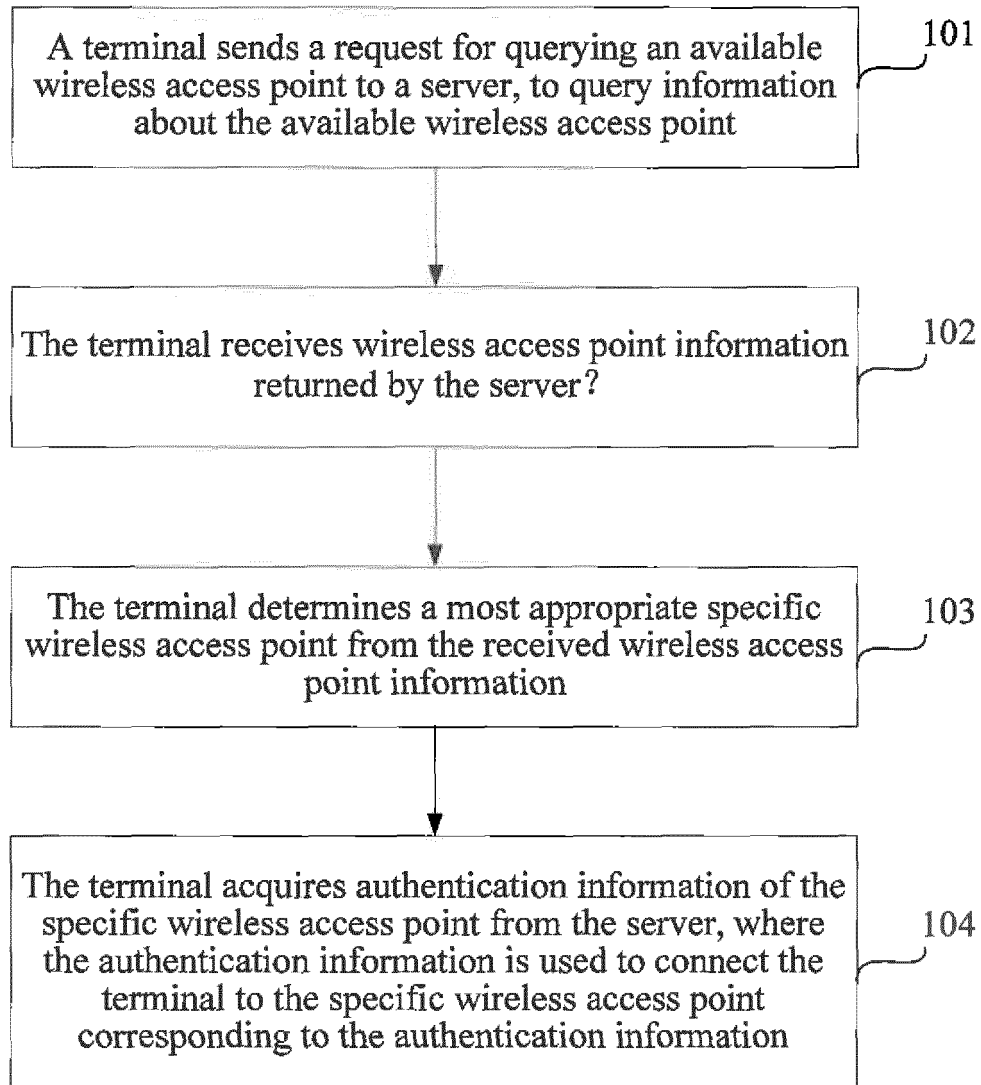 A terminal sends a request for querying an available
wireless access point to a server, to query information
about the available wireless access point
101
The terminal receives wireless access point information
returned by the server?
102
The terminal determines a most appropriate specific
wireless access point from the received wireless access
point information
103
The terminal acquires authentication information of the
specific wireless access point from the server, where
the authentication information is used to connect the
terminal to the specific wireless access point
corresponding to the authentication information
104